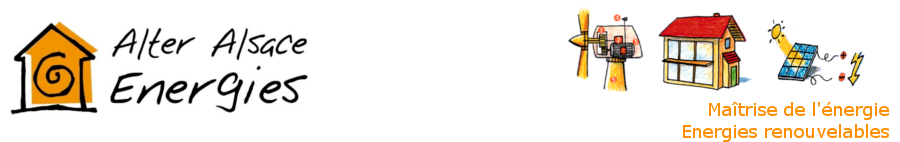 Alter Alsace
Energies
Maîtrise de l'énergie
Energies renouvelables